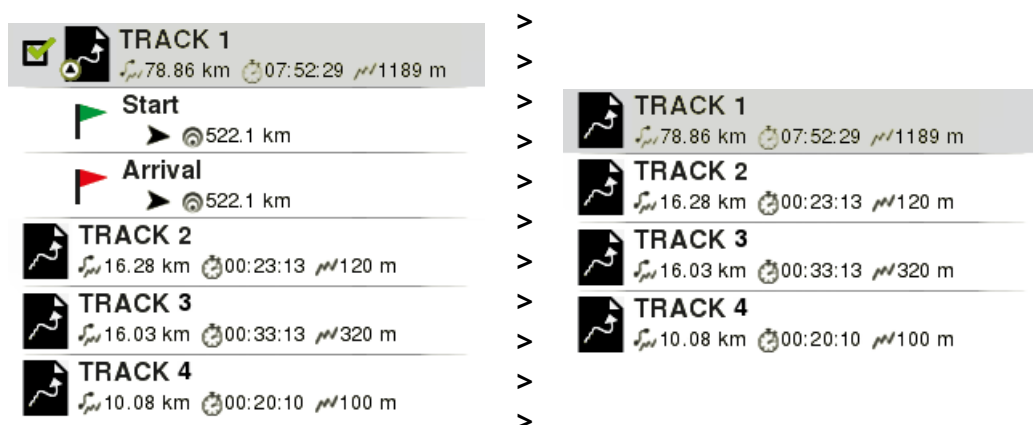 TRACK 1
78.86 km 07:52:29 1189 m
Start
522.1 km
Arrival
522.1 km
TRACK 2
16.28 km 00:23:13 120 m
TRACK 3
16.03 km 00:33:13 320 m
TRACK 4
10.08 km 00:20:10 100 m
>
>
>
>
>
>
>
>
>
>
>
TRACK 1
78.86 km 07:52:29 1189 m
TRACK 2
16.28 km 00:23:13 120 m
TRACK 3
16.03 km 00:33:13 320 m
TRACK 4
10.08 km 00:20:10 100 m